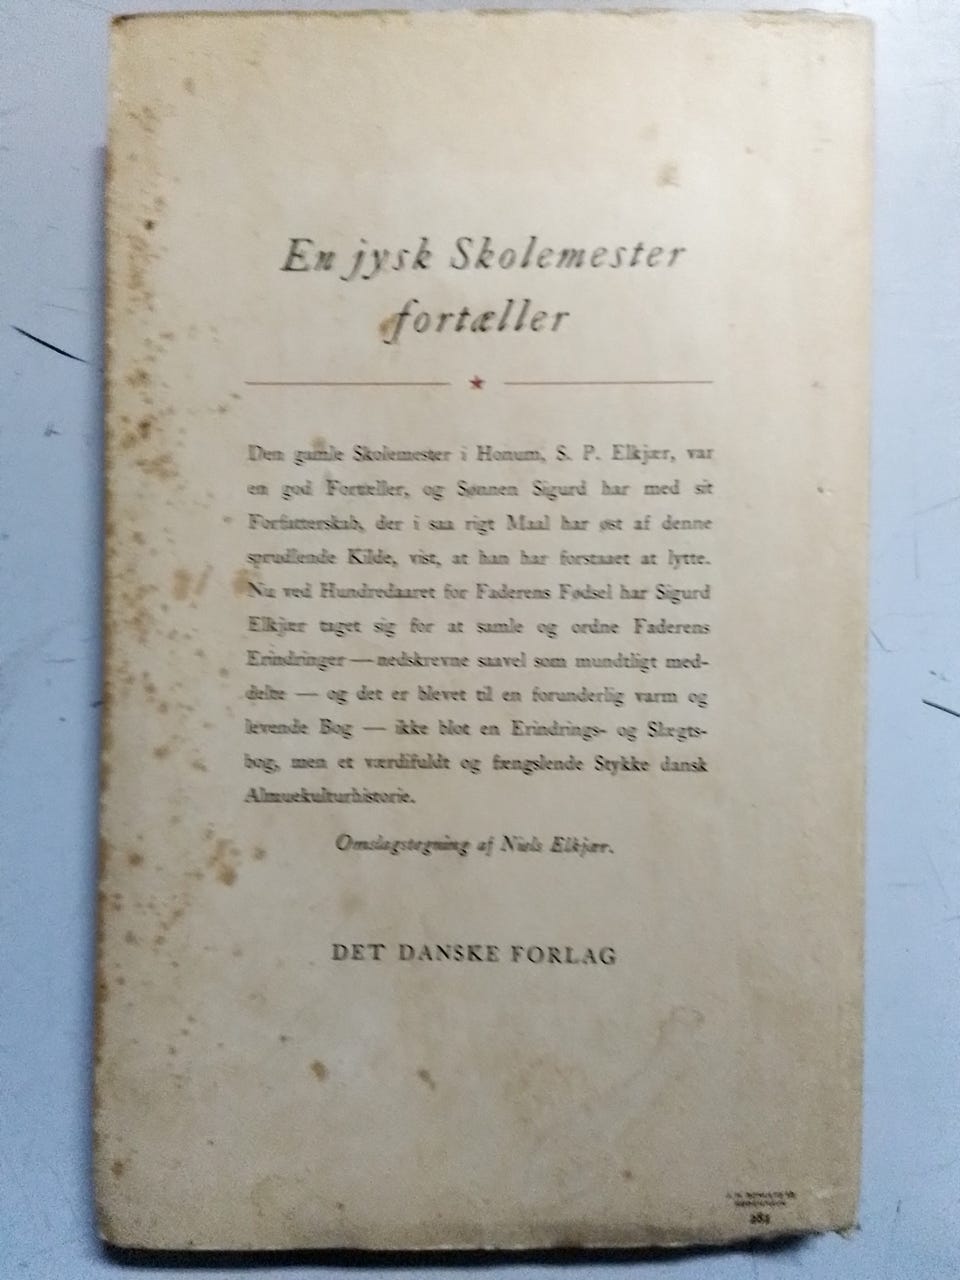 En jysk Skolemester
fortæller
Den gamle Skolemester i Honum, S. P. Elkjær, var
en god Fortæller, og Sønnen Sigurd har med sit
Forfatterskab, der i saa rigt Maal har øst af denne
sprudlende Kilde, vist, at han har forstaaet at lytte.
Nu ved Hundredaaret for Faderens Fødsel har Sigurd
Elkjær taget sig for at samle og ordne Faderens
Erindringer — nedskrevne saavel som mundtligt med-
delte — og det er blevet til en forunderlig varm og
levende Bog — ikke blot en Erindrings- og Slægts-
bog, men et værdifuldt og fængslende Stykke dansk
Almuekulturhistorie.
Omslagstegning af Niels Elkjær.
DET DANSKE FORLAG